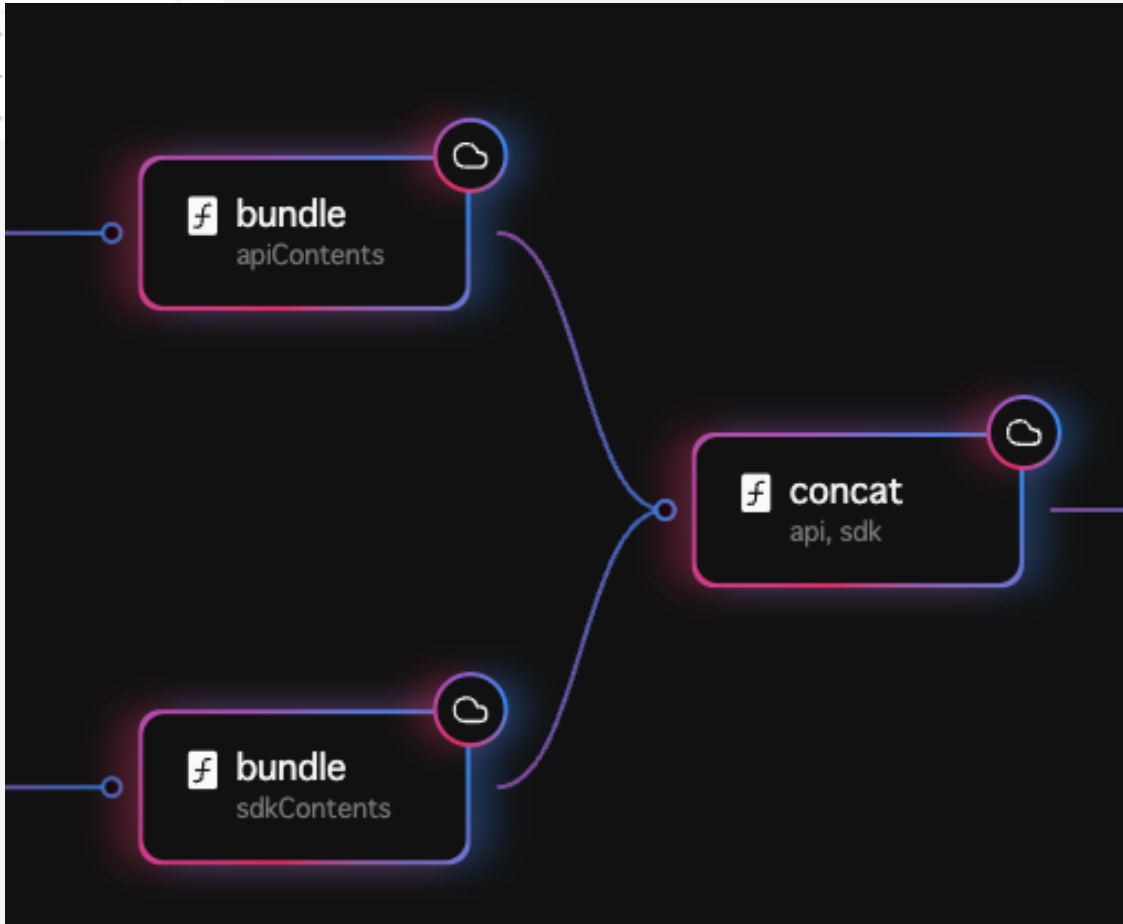 bundle
apiContents
concat
api, sdk
bundle
sdkContents